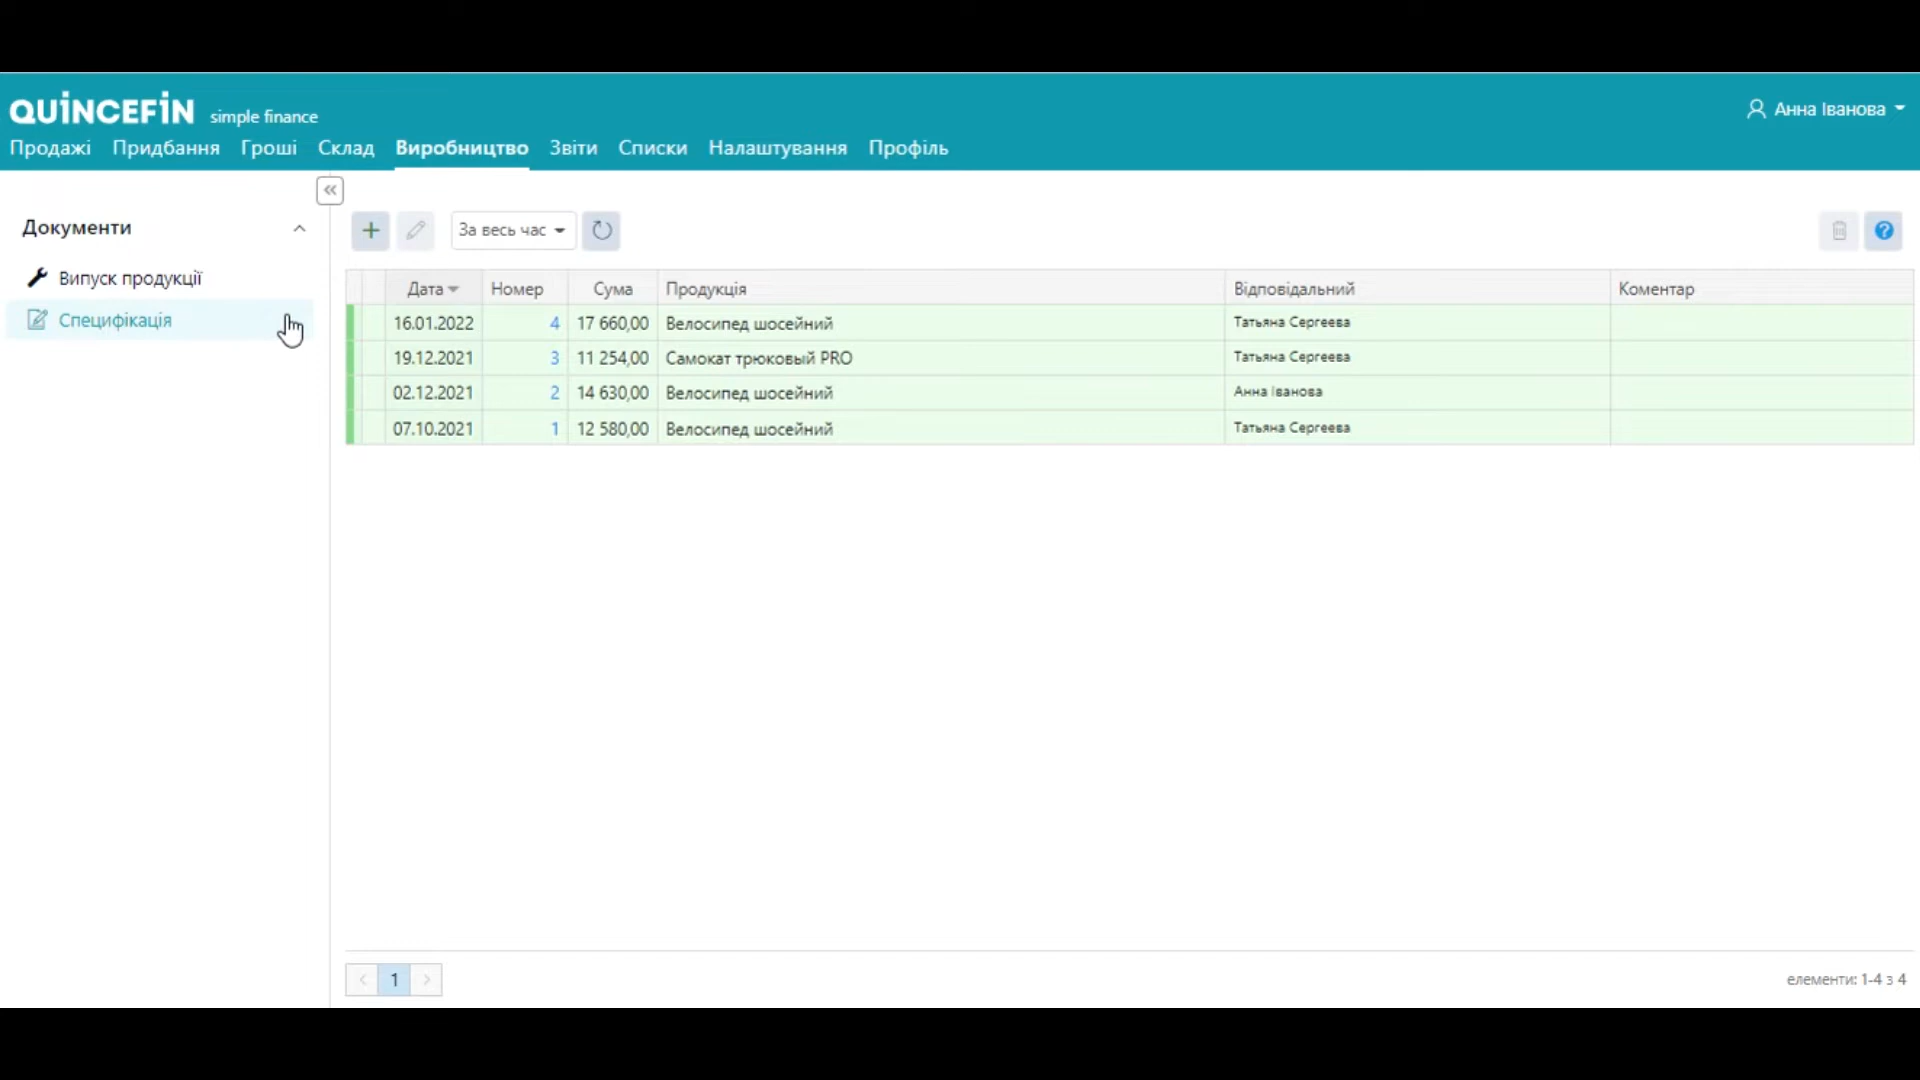 QUINCEFIN simple finance
Анна Іванова
Продажі Придбання Гроші Склад Виробництво Звіти Списки Налаштування Профіль
Документи
Випуск продукції
Специфікація
За весь час
Дата Номер Сума Продукція Відповідальний Коментар
16.01.2022 4 17 660,00 Велосипед шосейний Татьяна Сергеева
19.12.2021 3 11 254,00 Самокат трюковый PRO Татьяна Сергеева
02.12.2021 2 14 630,00 Велосипед шосейний Анна Іванова
07.10.2021 1 12 580,00 Велосипед шосейний Татьяна Сергеева
1
елементи: 1-4 з 4